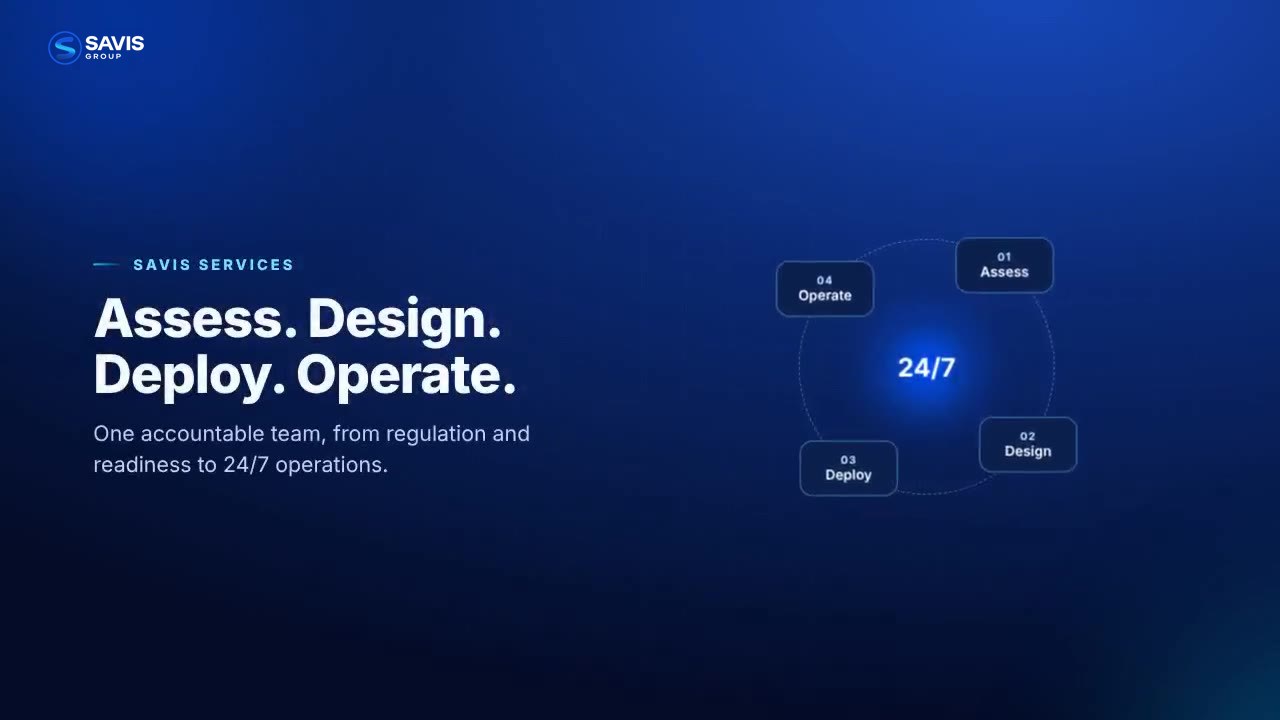 SAVIS
GROUP
SAVIS SERVICES
Assess. Design.
Deploy. Operate.
One accountable team, from regulation and
readiness to 24/7 operations.
01
Assess
02
Design
03
Deploy
04
Operate
24/7